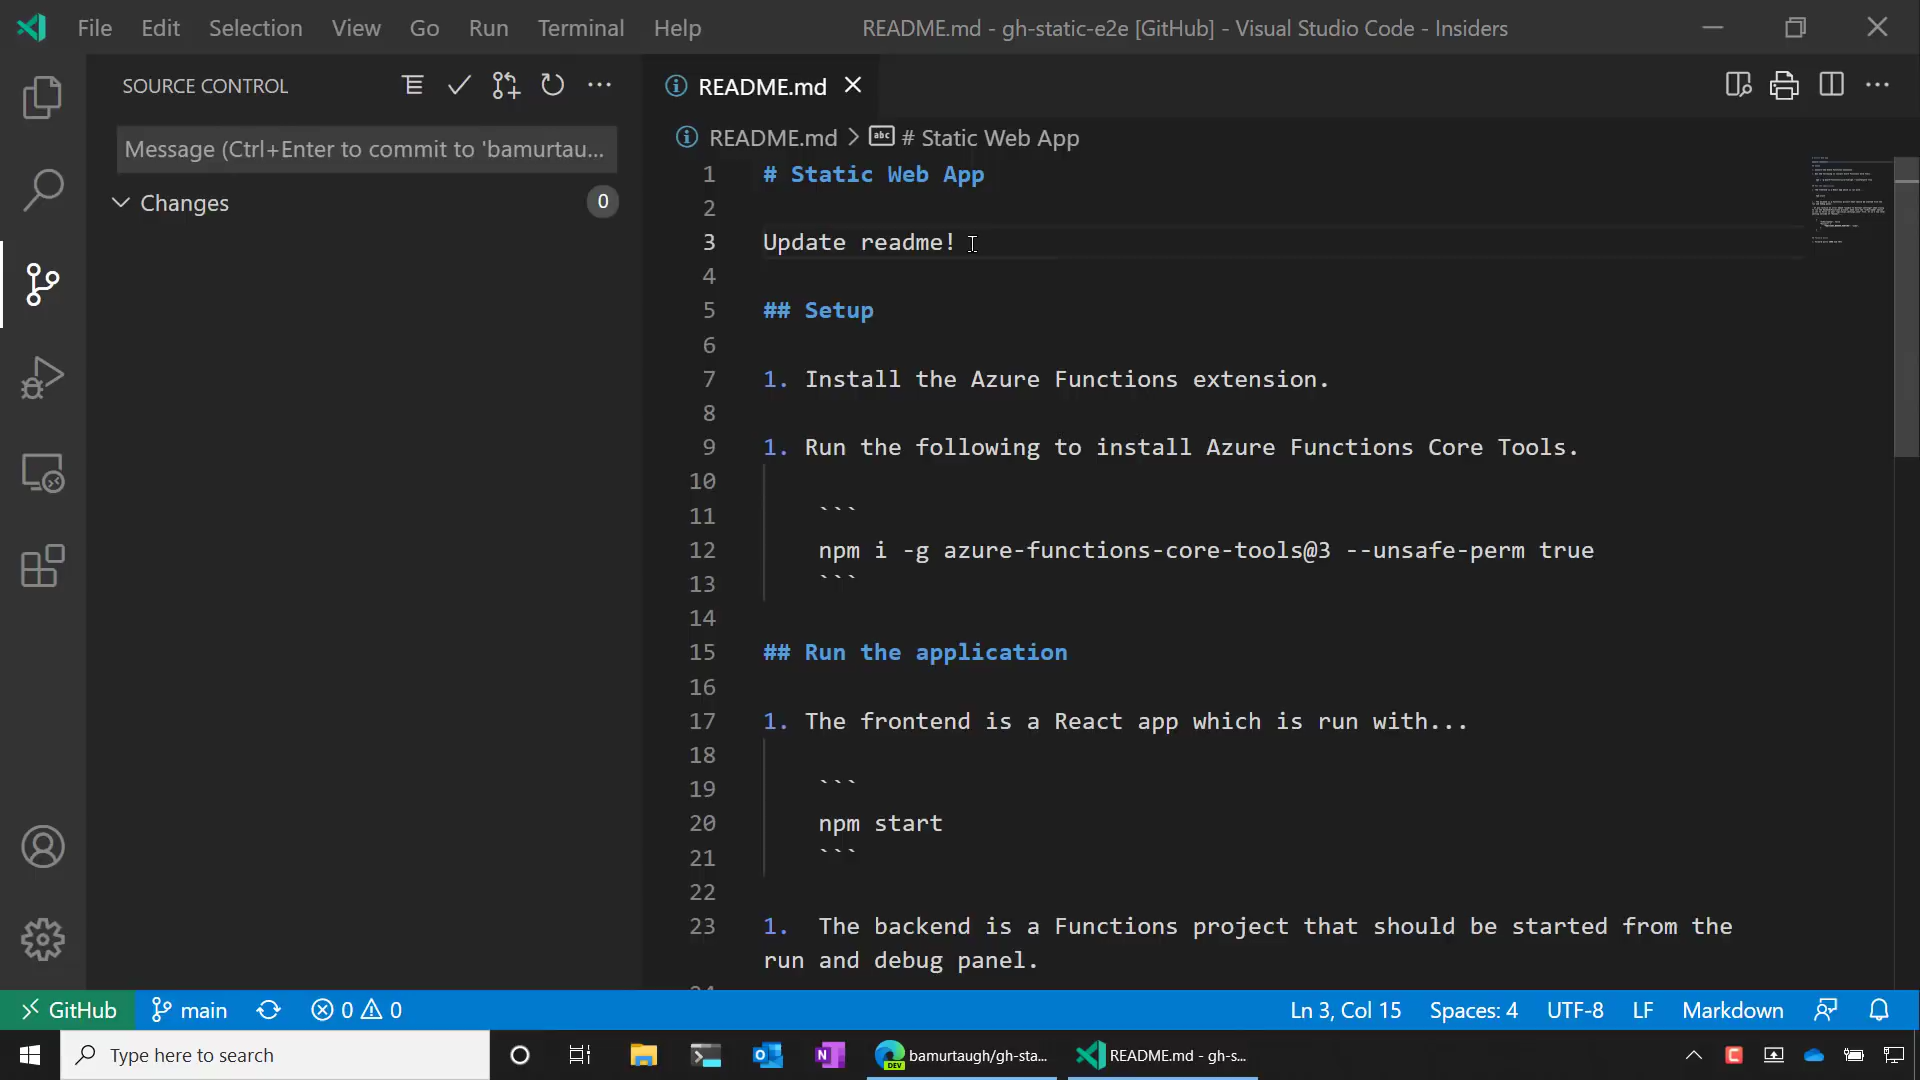 File Edit Selection View Go Run Terminal Help
README.md - gh-static-e2e [GitHub] - Visual Studio Code - Insiders
SOURCE CONTROL
README.md
Message (Ctrl+Enter to commit to 'bamurtau...
README.md > # Static Web App
Changes 0
1 # Static Web App
2
3 Update readme!
4
5 ## Setup
6
7 1. Install the Azure Functions extension.
8
9 1. Run the following to install Azure Functions Core Tools.
10
11 ```
12 npm i -g azure-functions-core-tools@3 --unsafe-perm true
13 ```
14
15 ## Run the application
16
17 1. The frontend is a React app which is run with...
18
19 ```
20 npm start
21 ```
22
23 1. The backend is a Functions project that should be started from the
run and debug panel.
GitHub main 0 0 Ln 3, Col 15 Spaces: 4 UTF-8 LF Markdown
Type here to search bamurtaugh/gh-sta... README.md - gh-s...